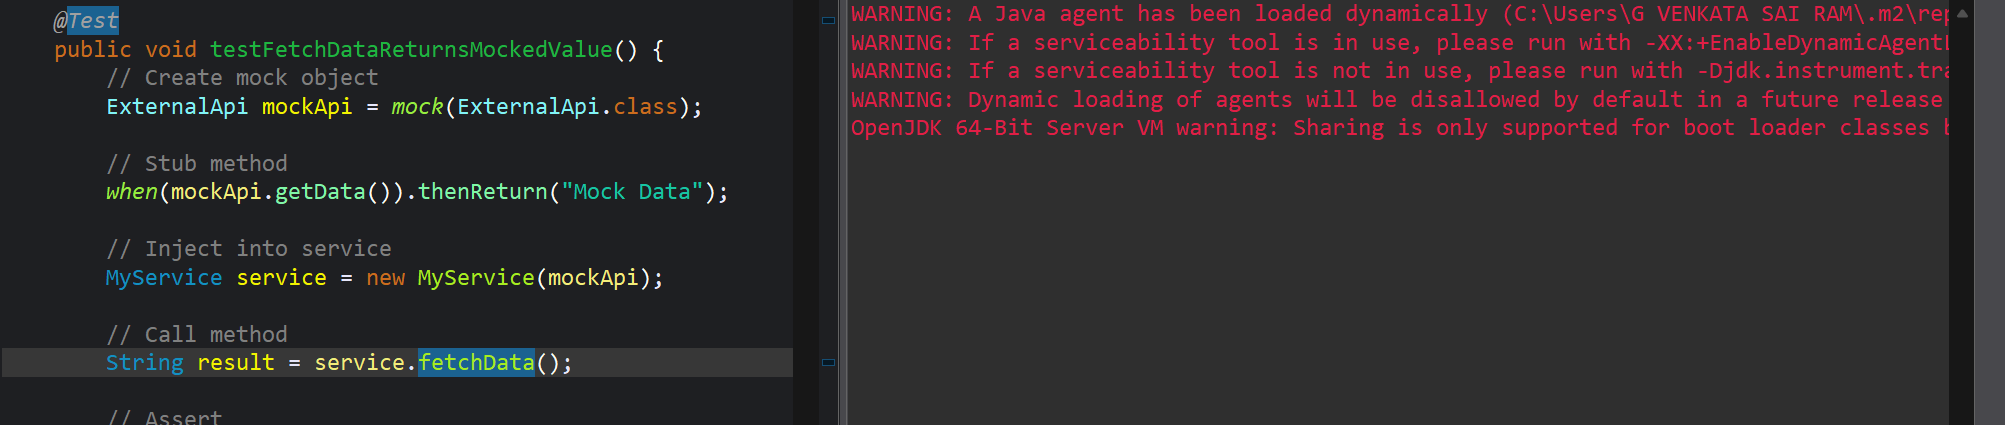 @Test
public void testFetchDataReturnsMockedValue() {
// Create mock object
ExternalApi mockApi = mock(ExternalApi.class);
// Stub method
when(mockApi.getData()).thenReturn("Mock Data");
// Inject into service
MyService service = new MyService(mockApi);
// Call method
String result = service.fetchData();
// Assert
WARNING: A Java agent has been loaded dynamically (C:\Users\G VENKATA SAI RAM\.m2\rep
WARNING: If a serviceability tool is in use, please run with -XX:+EnableDynamicAgentL
WARNING: If a serviceability tool is not in use, please run with -Djdk.instrument.tra
WARNING: Dynamic loading of agents will be disallowed by default in a future release
OpenJDK 64-Bit Server VM warning: Sharing is only supported for boot loader classes b